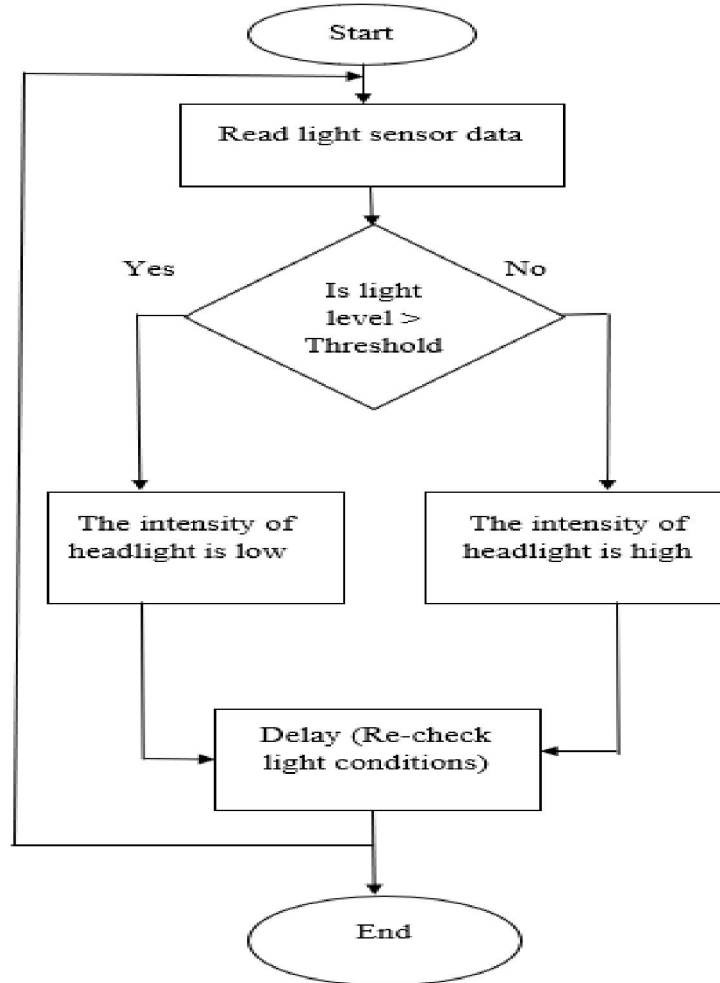 Start
Read light sensor data
Yes
No
Is light
level >
Threshold
The intensity of
headlight is low
The intensity of
headlight is high
Delay (Re-check
light conditions)
End